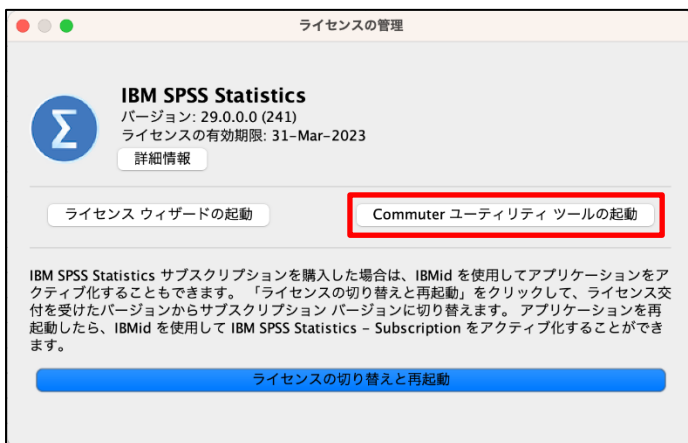 ライセンスの管理
IBM SPSS Statistics
バージョン: 29.0.0.0 (241)
ライセンスの有効期限: 31-Mar-2023
詳細情報
ライセンス ウィザードの起動
Commuter ユーティリティ ツールの起動
IBM SPSS Statistics サブスクリプションを購入した場合は、IBMid を使用してアプリケーションをア
クティブ化することもできます。 「ライセンスの切り替えと再起動」をクリックして、ライセンス交
付を受けたバージョンからサブスクリプション バージョンに切り替えます。 アプリケーションを再
起動したら、IBMid を使用して IBM SPSS Statistics – Subscription をアクティブ化することができ
ます。
ライセンスの切り替えと再起動